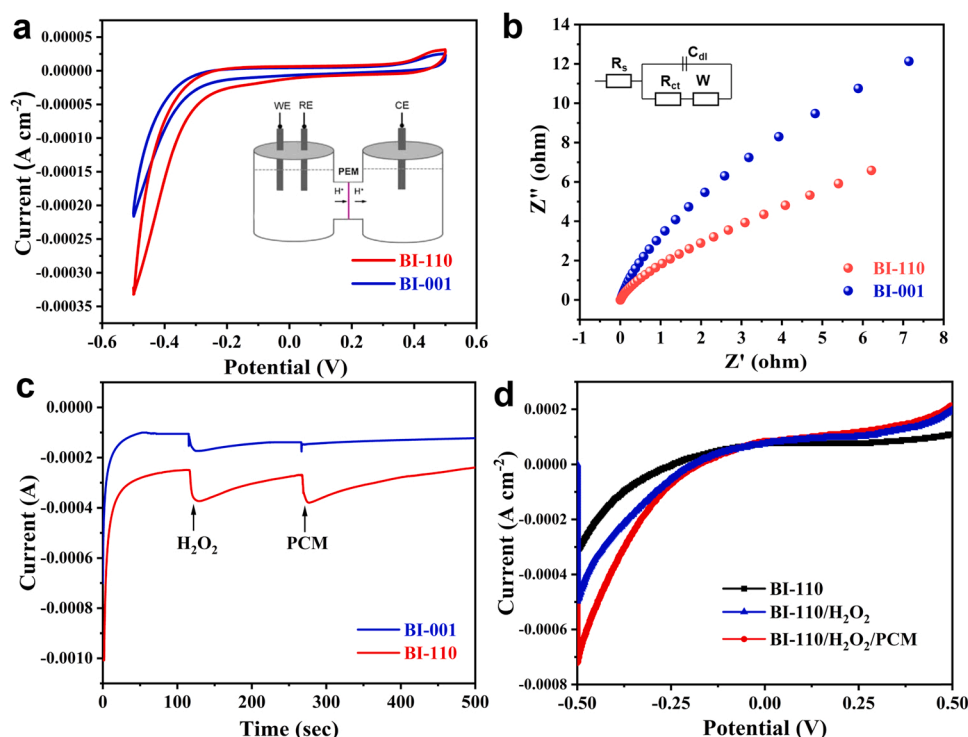 a
0.00005
0.00000
-0.00005
-0.00010
-0.00015
-0.00020
-0.00025
-0.00030
-0.00035
Current (A cm⁻²)
WE RE CE
PEM
H⁺ H⁺
BI-110
BI-001
-0.6 -0.4 -0.2 0.0 0.2 0.4 0.6
Potential (V)
b
14
12
10
8
6
4
2
0
Z'' (ohm)
Rs
Cdl
Rct W
BI-110
BI-001
-1 0 1 2 3 4 5 6 7 8
Z' (ohm)
c
0.0000
-0.0002
-0.0004
-0.0006
-0.0008
-0.0010
Current (A)
H₂O₂ PCM
BI-001
BI-110
0 100 200 300 400 500
Time (sec)
d
0.0002
0.0000
-0.0002
-0.0004
-0.0006
-0.0008
Current (A cm⁻²)
BI-110
BI-110/H₂O₂
BI-110/H₂O₂/PCM
-0.50 -0.25 0.00 0.25 0.50
Potential (V)